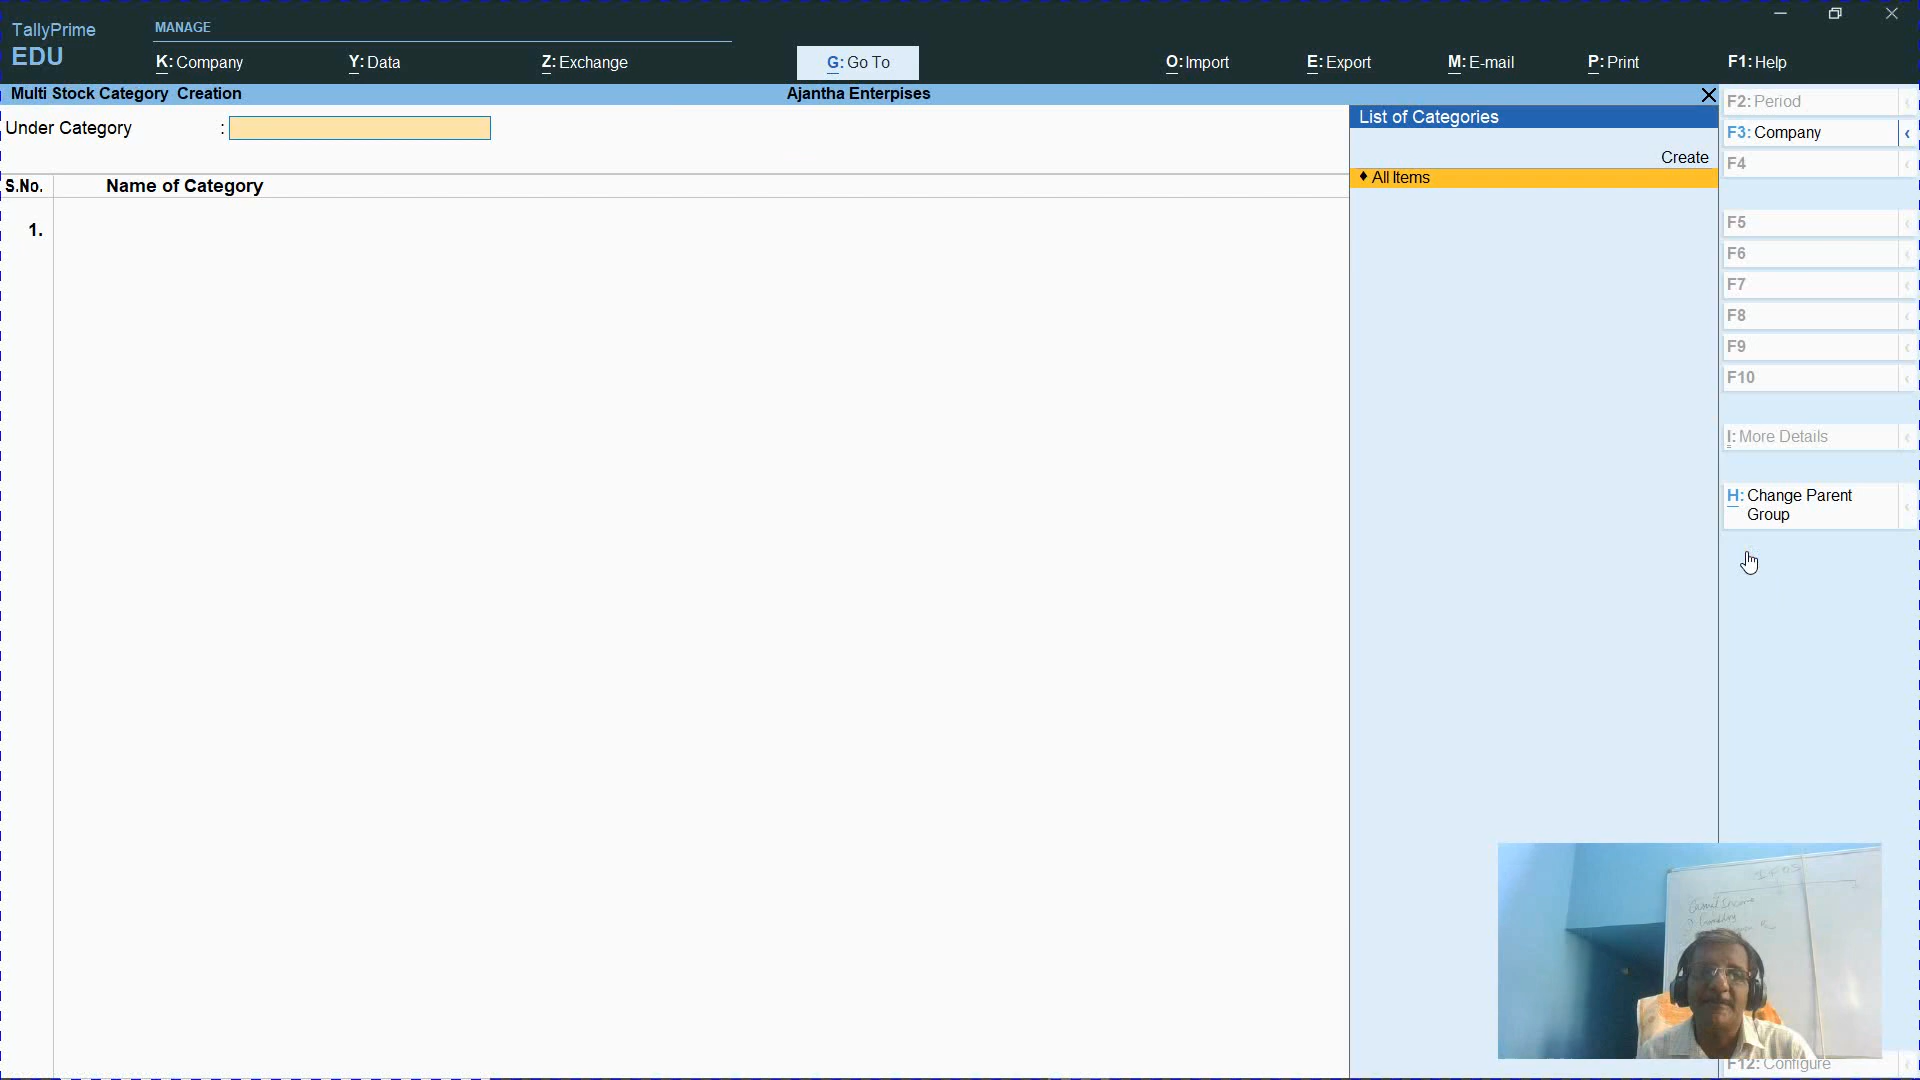 TallyPrime
EDU
MANAGE
K: Company
Y: Data
Z: Exchange
G: Go To
O: Import
E: Export
M: E-mail
P: Print
F1: Help
Multi Stock Category Creation
Ajantha Enterpises
Under Category :
S.No. Name of Category
1.
List of Categories
Create
♦ All Items
F2: Period
F3: Company
F4
F5
F6
F7
F8
F9
F10
I: More Details
H: Change Parent
Group
F12: Configure